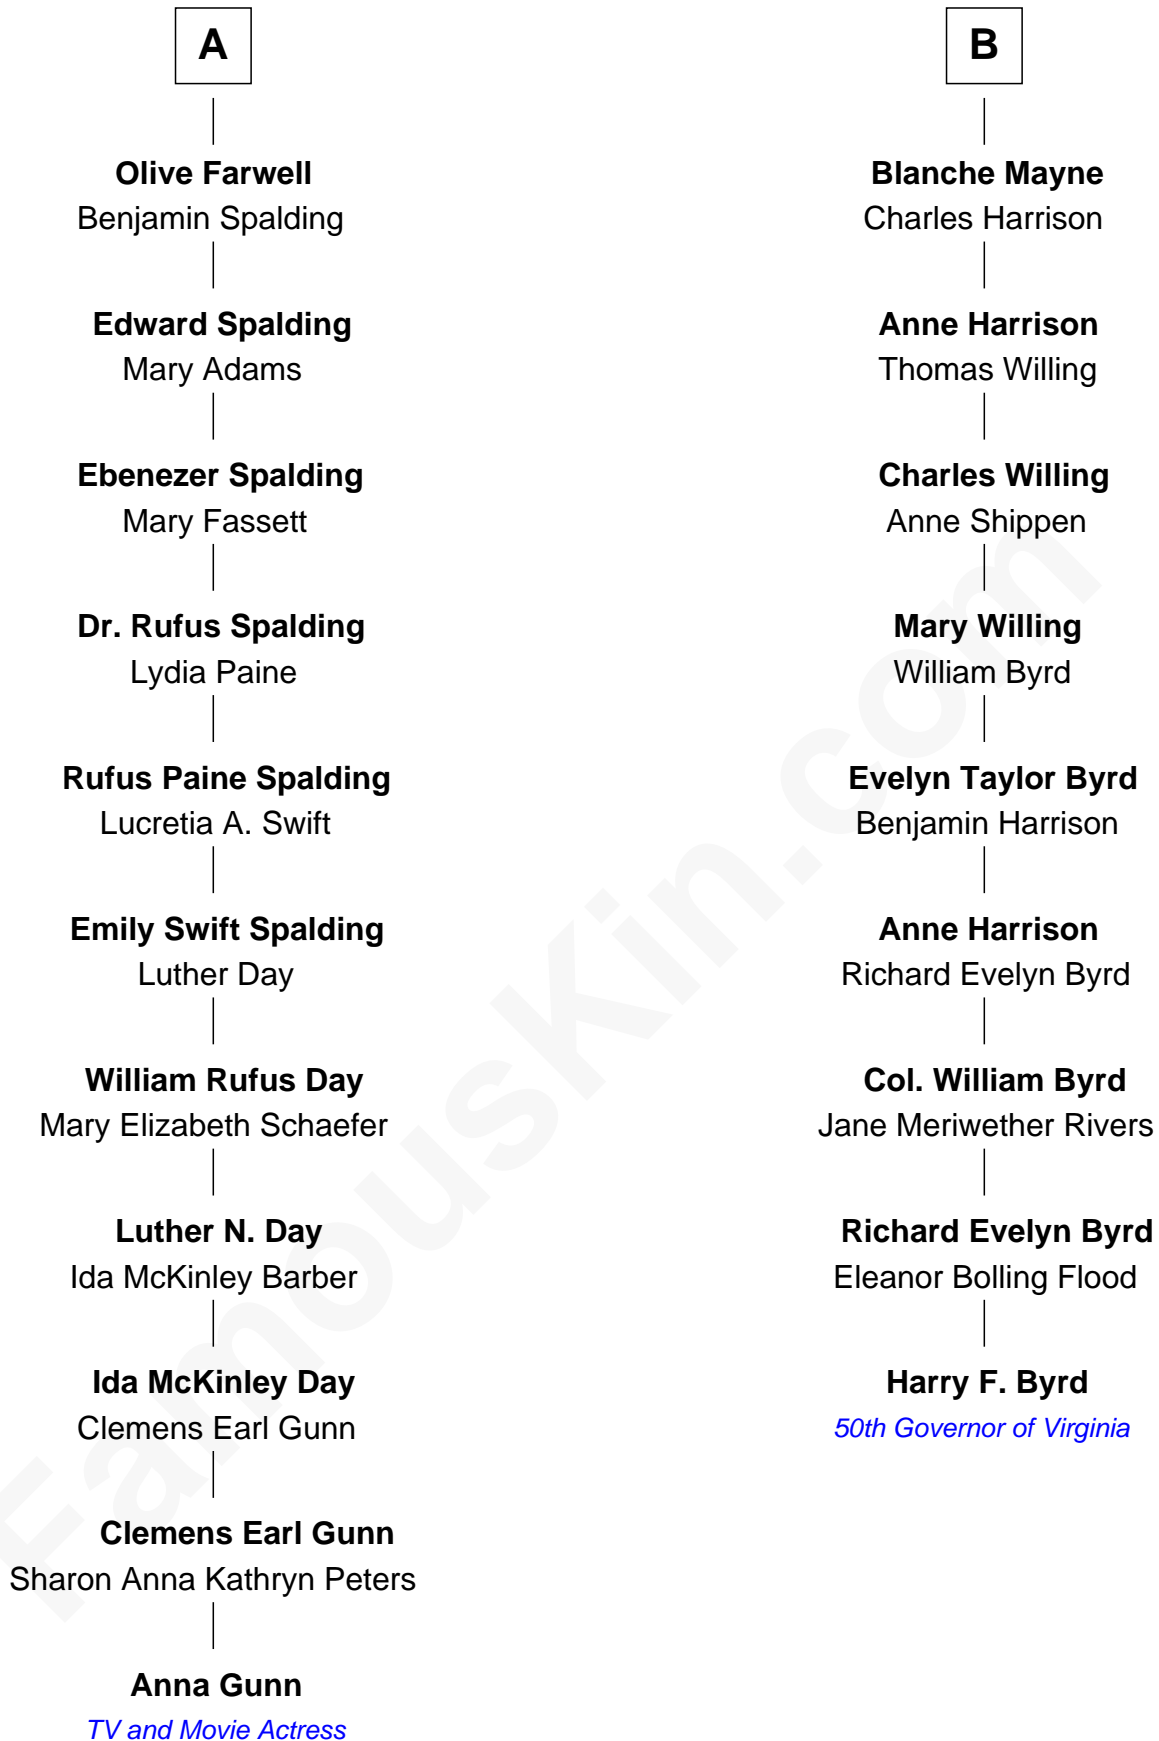 A
Olive Farwell
Benjamin Spalding
Edward Spalding
Mary Adams
Ebenezer Spalding
Mary Fassett
Dr. Rufus Spalding
Lydia Paine
Rufus Paine Spalding
Lucretia A. Swift
Emily Swift Spalding
Luther Day
William Rufus Day
Mary Elizabeth Schaefer
Luther N. Day
Ida McKinley Barber
Ida McKinley Day
Clemens Earl Gunn
Clemens Earl Gunn
Sharon Anna Kathryn Peters
Anna Gunn
TV and Movie Actress
B
Blanche Mayne
Charles Harrison
Anne Harrison
Thomas Willing
Charles Willing
Anne Shippen
Mary Willing
William Byrd
Evelyn Taylor Byrd
Benjamin Harrison
Anne Harrison
Richard Evelyn Byrd
Col. William Byrd
Jane Meriwether Rivers
Richard Evelyn Byrd
Eleanor Bolling Flood
Harry F. Byrd
50th Governor of Virginia
FamousKin.com